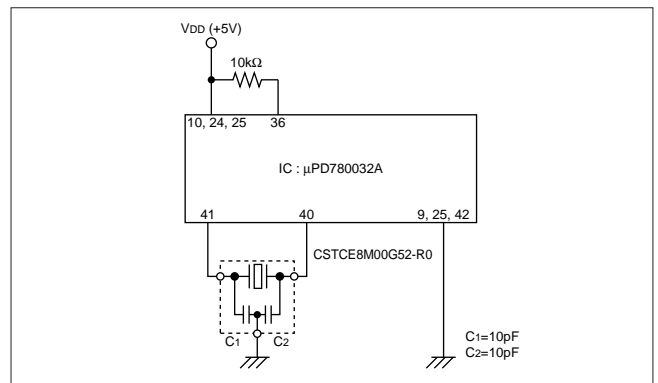 VDD (+5V)
10kΩ
10, 24, 25
36
IC : μPD780032A
41
40
9, 25, 42
CSTCE8M00G52-R0
C1
C2
C1=10pF
C2=10pF